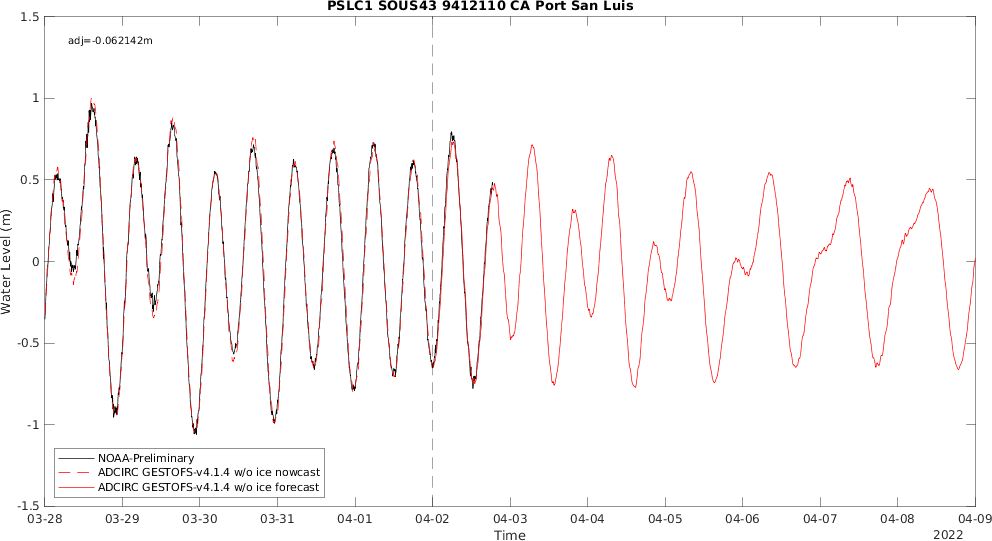 PSLC1 SOUS43 9412110 CA Port San Luis
1.5
adj=-0.062142m
1
0.5
0
-0.5
-1
-1.5
Water Level (m)
NOAA-Preliminary
ADCIRC GESTOFS-v4.1.4 w/o ice nowcast
ADCIRC GESTOFS-v4.1.4 w/o ice forecast
03-28 03-29 03-30 03-31 04-01 04-02 04-03 04-04 04-05 04-06 04-07 04-08 04-09
Time
2022